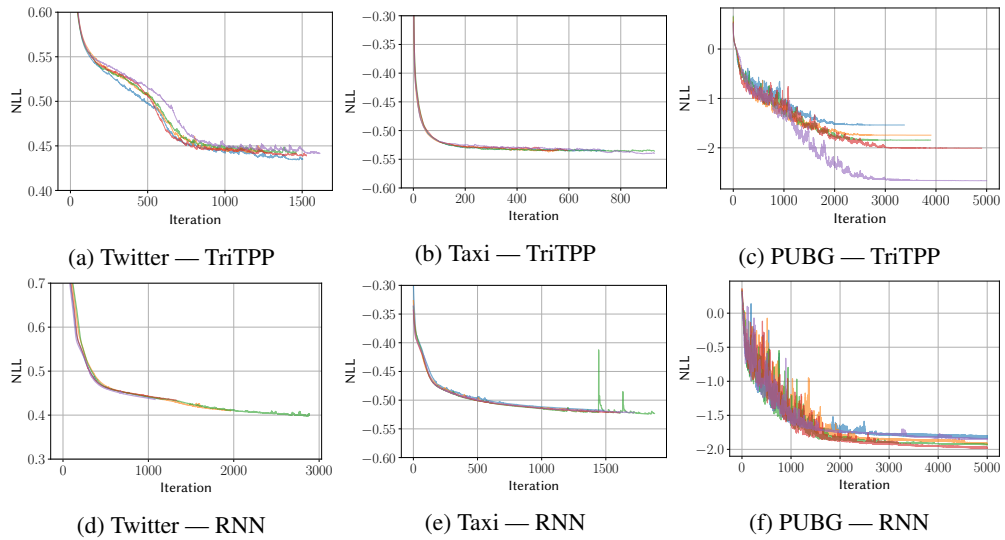 0.60
0.55
0.50
0.45
0.40
NLL
0 500 1000 1500
Iteration
(a) Twitter — TriTPP
−0.30
−0.40
−0.45
−0.50
−0.55
−0.60
NLL
0 200 400 600 800
Iteration
(b) Taxi — TriTPP
0
−1
−2
NLL
0 1000 2000 3000 4000 5000
Iteration
(c) PUBG — TriTPP
0.7
0.6
0.5
0.4
0.3
NLL
0 1000 2000 3000
Iteration
(d) Twitter — RNN
−0.30
−0.40
−0.45
−0.50
−0.55
−0.60
NLL
0 500 1000 1500
Iteration
(e) Taxi — RNN
0.0
−0.5
−1.0
−1.5
−2.0
NLL
0 1000 2000 3000 4000 5000
Iteration
(f) PUBG — RNN